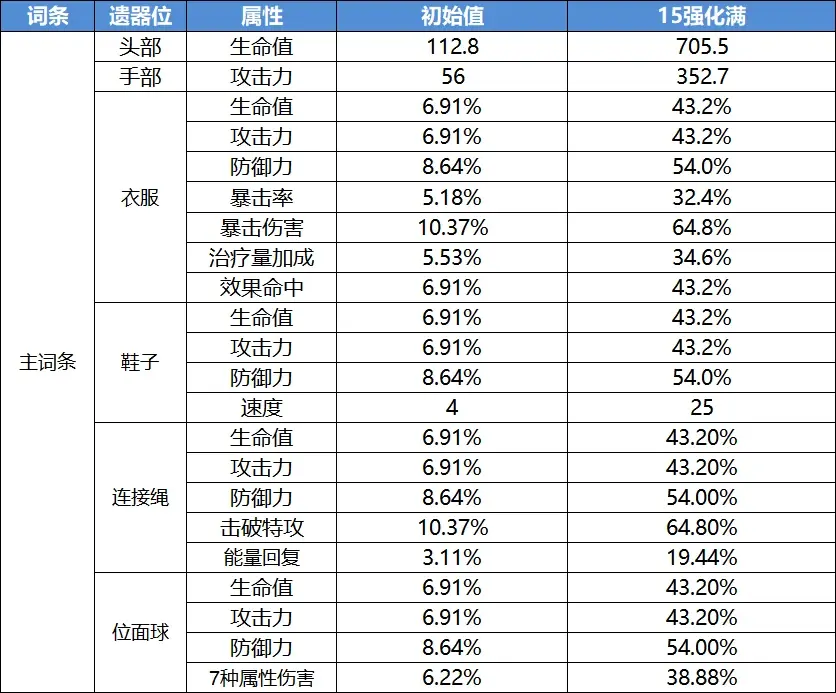 词条 遗器位 属性 初始值 15强化满
头部 生命值 112.8 705.5
手部 攻击力 56 352.7
生命值 6.91% 43.2%
攻击力 6.91% 43.2%
防御力 8.64% 54.0%
衣服 暴击率 5.18% 32.4%
暴击伤害 10.37% 64.8%
治疗量加成 5.53% 34.6%
效果命中 6.91% 43.2%
生命值 6.91% 43.2%
主词条 鞋子 攻击力 6.91% 43.2%
防御力 8.64% 54.0%
速度 4 25
生命值 6.91% 43.20%
攻击力 6.91% 43.20%
连接绳 防御力 8.64% 54.00%
击破特攻 10.37% 64.80%
能量回复 3.11% 19.44%
生命值 6.91% 43.20%
位面球 攻击力 6.91% 43.20%
防御力 8.64% 54.00%
7种属性伤害 6.22% 38.88%